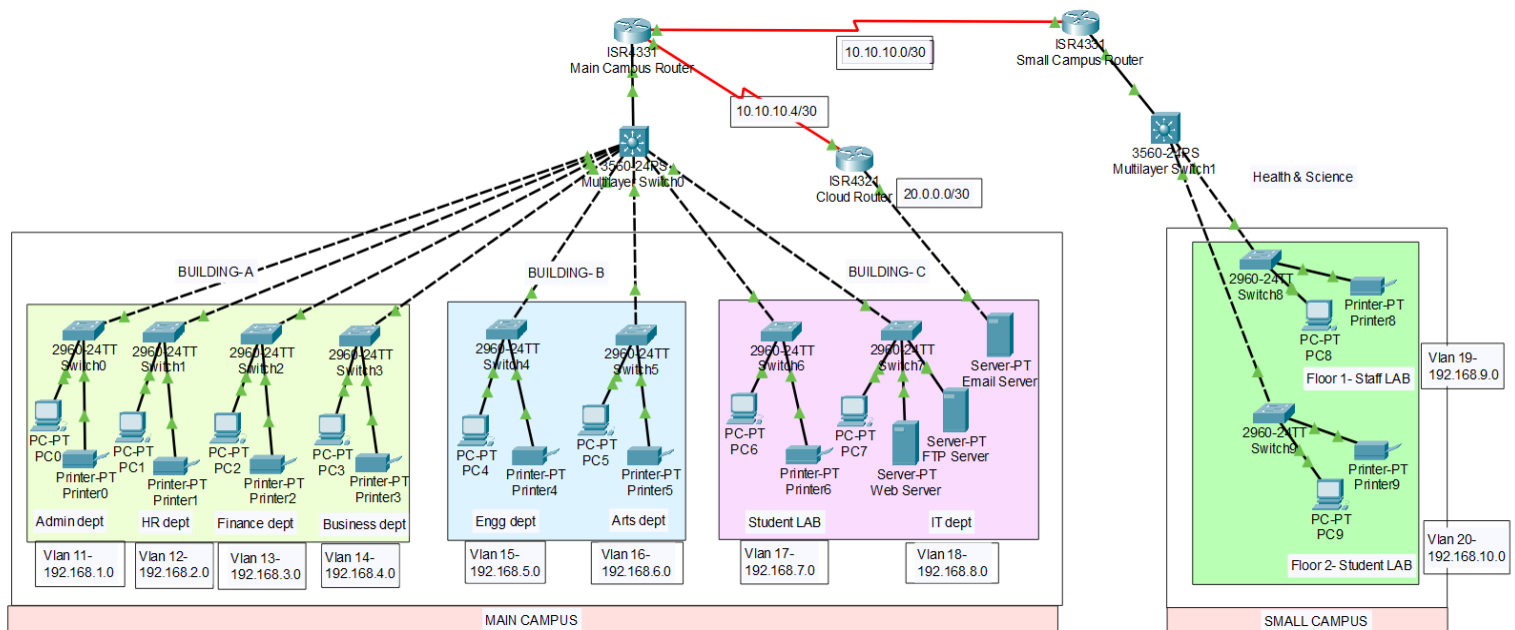 ISR4331
Main Campus Router
10.10.10.0/30
ISR4331
Small Campus Router
10.10.10.4/30
3560-24PS
Multilayer Switch0
ISR4321
Cloud Router
20.0.0.0/30
3560-24PS
Multilayer Switch1
Health & Science
BUILDING-A
BUILDING- B
BUILDING- C
2960-24TT
Switch0
2960-24TT
Switch1
2960-24TT
Switch2
2960-24TT
Switch3
2960-24TT
Switch4
2960-24TT
Switch5
2960-24TT
Switch6
2960-24TT
Switch7
Server-PT
Email Server
2960-24TT
Switch8
Printer-PT
Printer8
PC-PT
PC8
Floor 1- Staff LAB
Vlan 19-
192.168.9.0
PC-PT
PC0
Printer-PT
Printer0
PC-PT
PC1
Printer-PT
Printer1
PC-PT
PC2
Printer-PT
Printer2
PC-PT
PC3
Printer-PT
Printer3
PC-PT
PC4
Printer-PT
Printer4
PC-PT
PC5
Printer-PT
Printer5
PC-PT
PC6
Printer-PT
Printer6
PC-PT
PC7
Server-PT
FTP Server
Server-PT
Web Server
2960-24TT
Switch9
Printer-PT
Printer9
PC-PT
PC9
Admin dept
HR dept
Finance dept
Business dept
Engg dept
Arts dept
Student LAB
IT dept
Floor 2- Student LAB
Vlan 11-
192.168.1.0
Vlan 12-
192.168.2.0
Vlan 13-
192.168.3.0
Vlan 14-
192.168.4.0
Vlan 15-
192.168.5.0
Vlan 16-
192.168.6.0
Vlan 17-
192.168.7.0
Vlan 18-
192.168.8.0
Vlan 20-
192.168.10.0
MAIN CAMPUS
SMALL CAMPUS